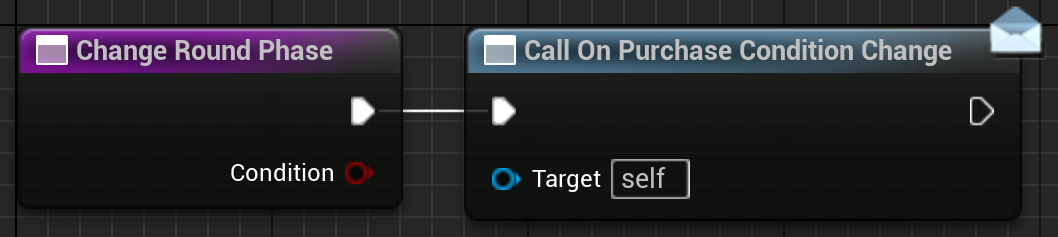 Change Round Phase
Call On Purchase Condition Change
Condition
Target self